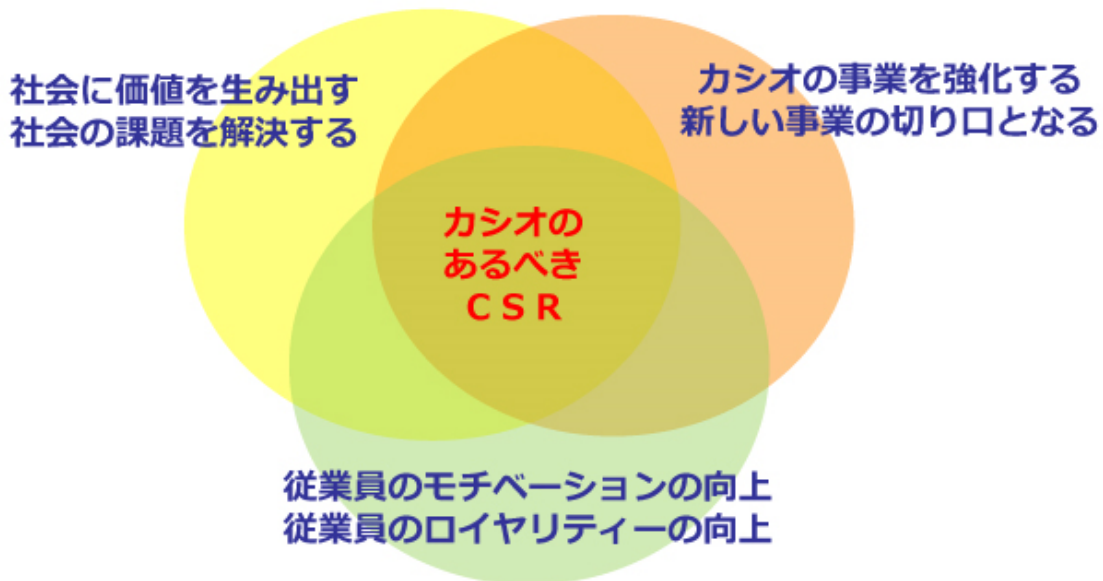 社会に価値を生み出す
社会の課題を解決する
カシオの事業を強化する
新しい事業の切り口となる
カシオの
あるべき
ＣＳＲ
従業員のモチベーションの向上
従業員のロイヤリティーの向上